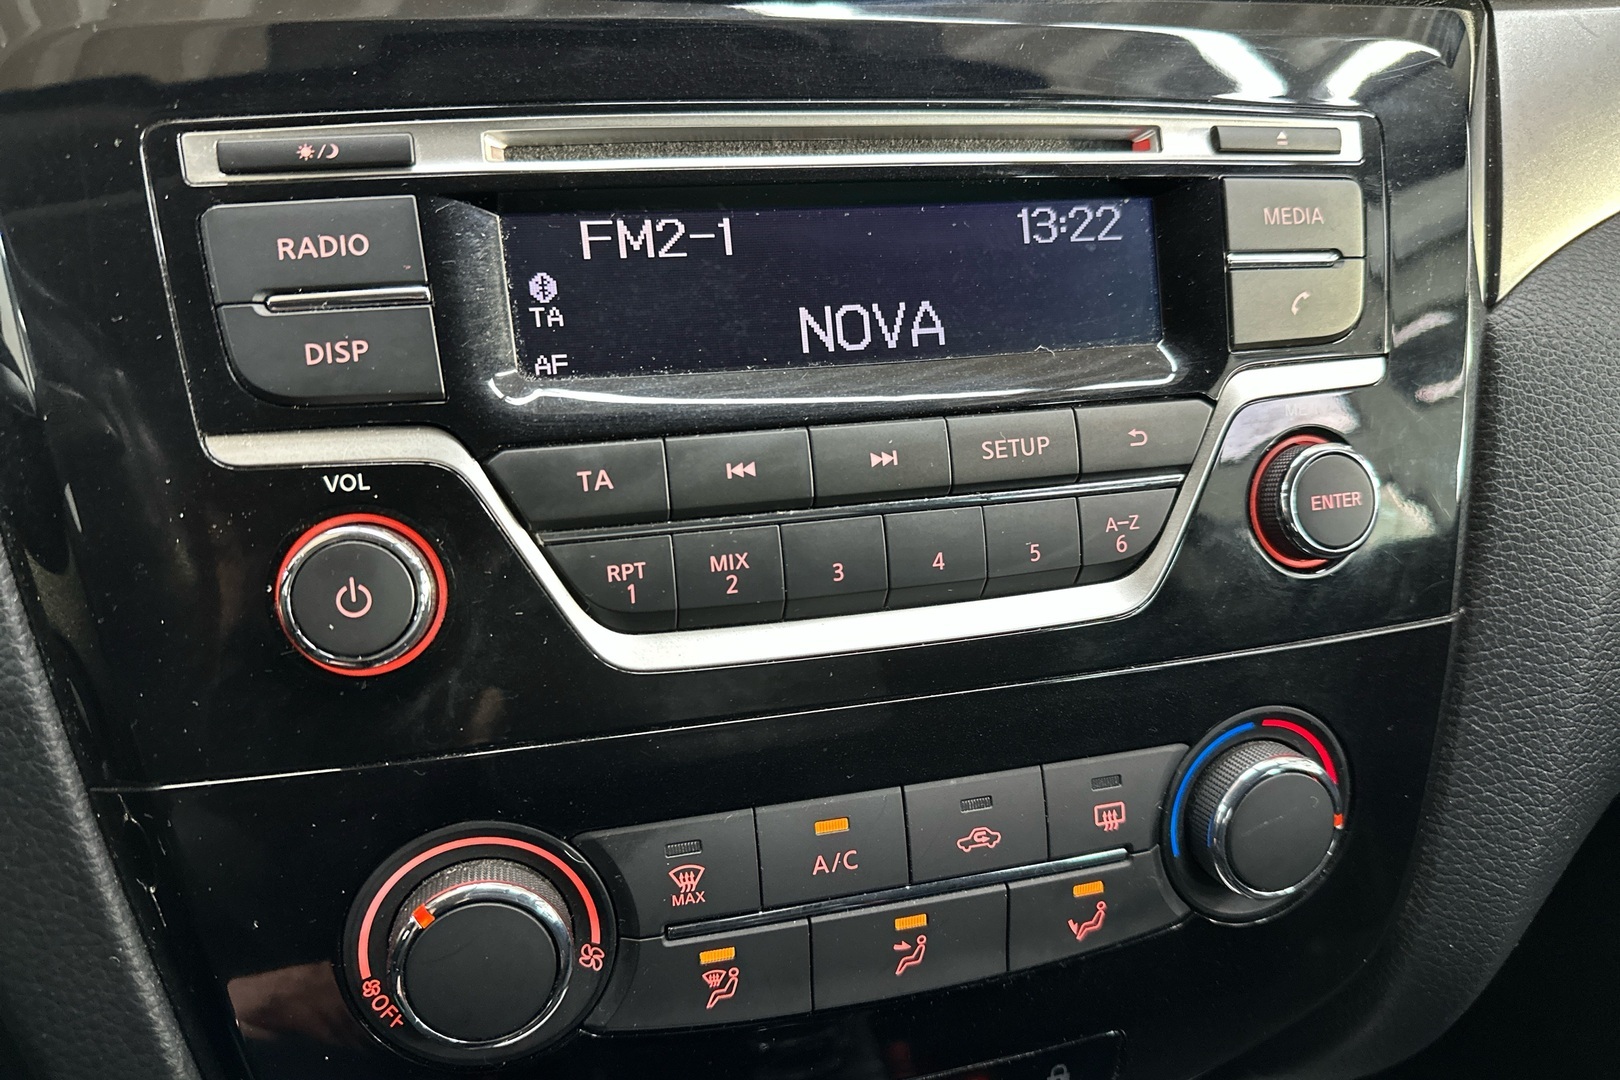 RADIO
DISP
FM2-1 13:22
TA
NOVA
AF
MEDIA
VOL
TA
SETUP
RPT
1
MIX
2
3
4
5
A-Z
6
ENTER
MAX
A/C
OFF